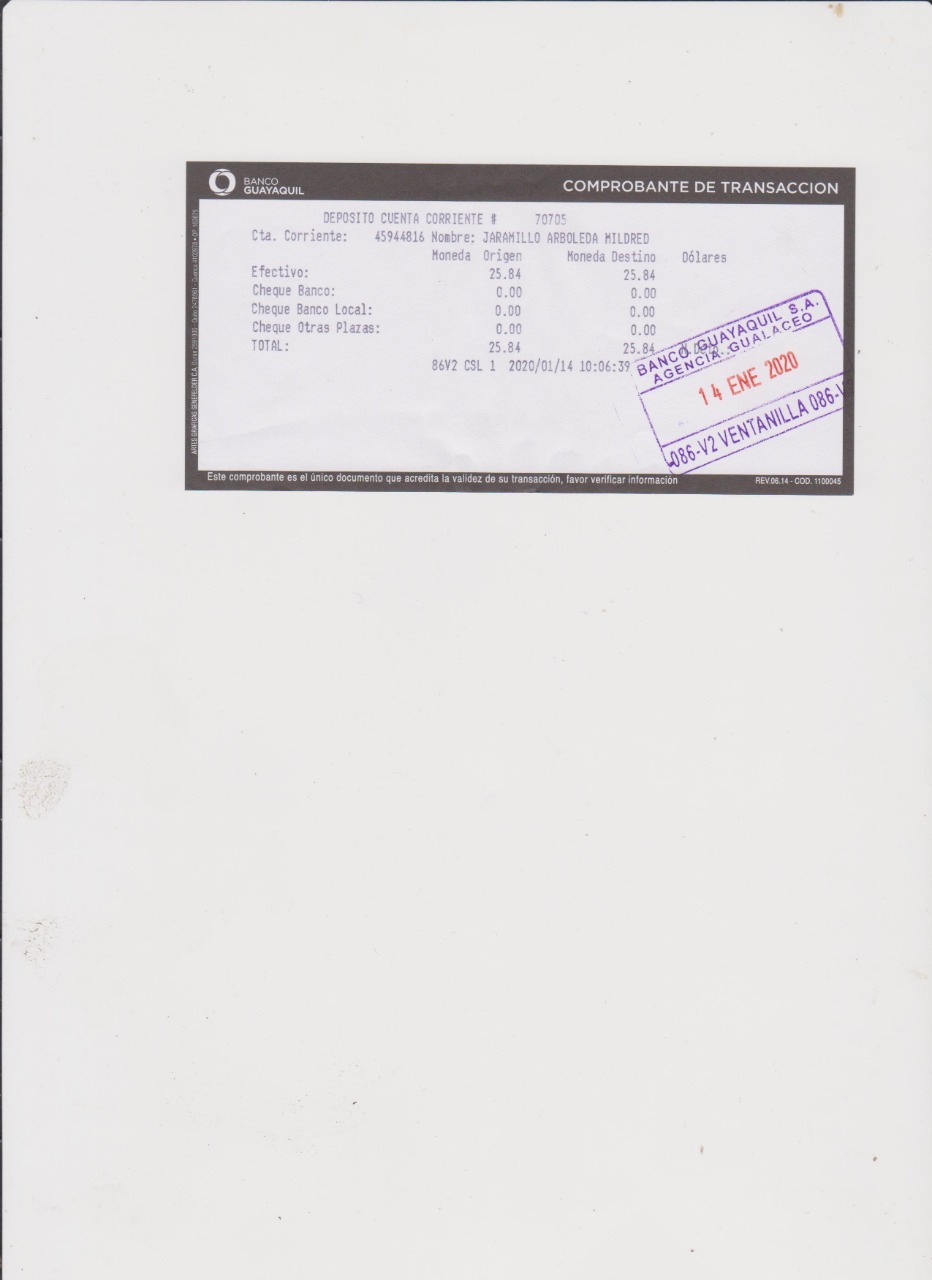 BANCO
GUAYAQUIL
COMPROBANTE DE TRANSACCION
DEPOSITO CUENTA CORRIENTE # 70705
Cta. Corriente: 45944816 Nombre: JARAMILLO ARBOLEDA MILDRED
Moneda Origen Moneda Destino Dólares
Efectivo: 25.84 25.84
Cheque Banco: 0.00 0.00
Cheque Banco Local: 0.00 0.00
Cheque Otras Plazas: 0.00 0.00
TOTAL: 25.84 25.84
86V2 CSL 1 2020/01/14 10:06:39
BANCO GUAYAQUIL S.A.
AGENCIA GUALACEO
14 ENE 2020
086-V2 VENTANILLA 086-V
Este comprobante es el único documento que acredita la validez de su transacción, favor verificar información
REV.06.14 - COD. 1100045
ARTES GRAFICAS SENEFELDER C.A.